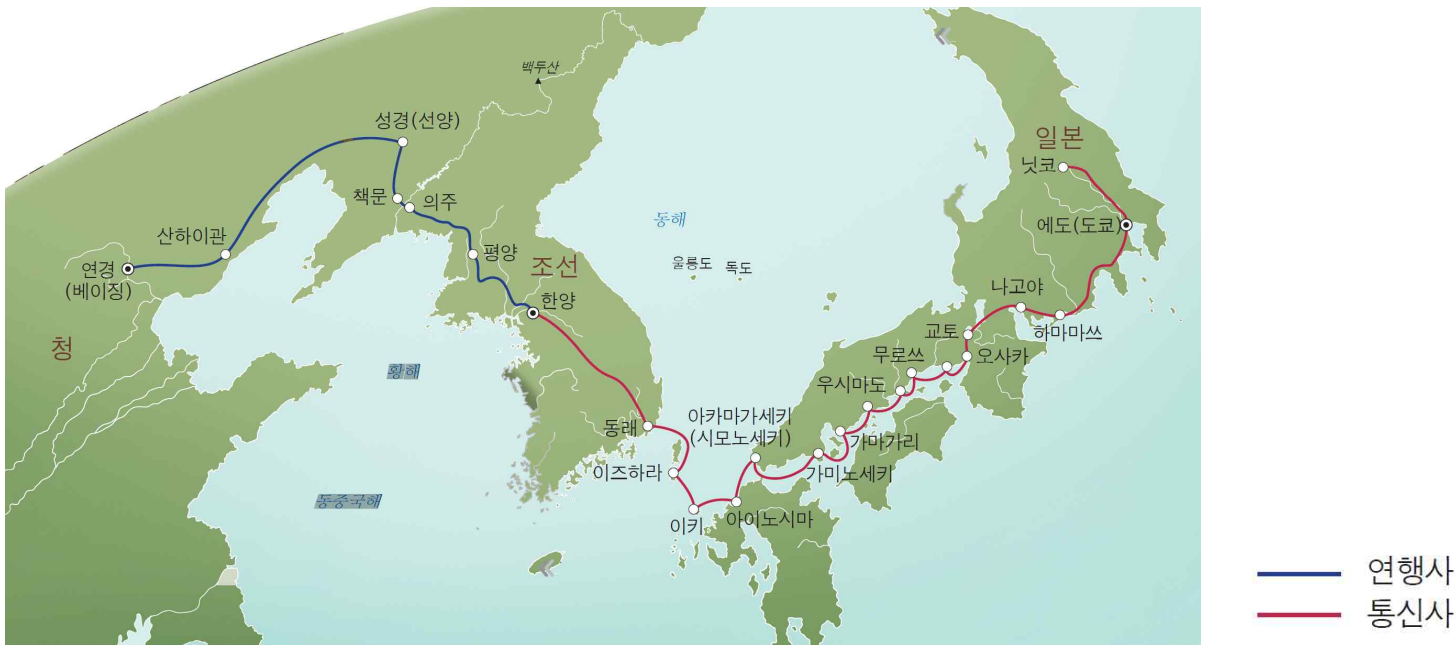 백두산
성경(선양)
일본
닛코
책문
의주
동해
산하이관
에도(도쿄)
평양
울릉도
독도
연경
(베이징)
조선
나고야
한양
교토
하마마쓰
청
무로쓰
오사카
황해
우시마도
아카마가세키
(시모노세키)
동래
가마가리
이즈하라
가미노세키
동중국해
이키
아이노시마
연행사
통신사